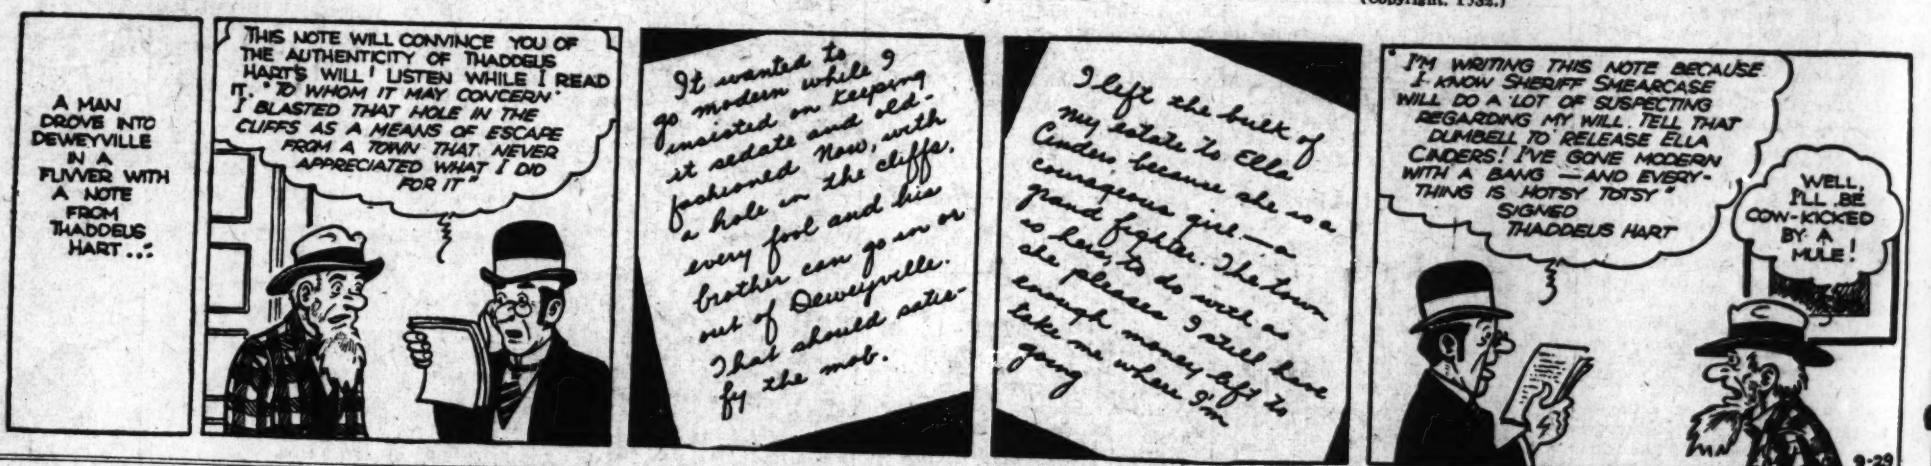 (Copyright, 1932.)
A MAN
DROVE INTO
DEWEYVILLE
IN A
FLIVVER WITH
A NOTE
FROM
THADDEUS
HART...:
THIS NOTE WILL CONVINCE YOU OF
THE AUTHENTICITY OF THADDEUS
HART'S WILL! LISTEN WHILE I READ
IT. "TO WHOM IT MAY CONCERN"
I BLASTED THAT HOLE IN THE
CLIFFS AS A MEANS OF ESCAPE
FROM A TOWN THAT NEVER
APPRECIATED WHAT I DID
FOR IT"
It wanted to
go modern while I
insisted on keeping
it sedate and old-
fashioned Now, with
a hole in the cliffs,
every fool and his
brother can go in or
out of Deweyville.
That should satis-
fy the mob.
I left the bulk of
my estate to Ella
Cinders because she is a
courageous girl—a
grand fighter. The town
is hers, to do with as
she pleases I still have
enough money left to
take me where I'm
going
"I'M WRITING THIS NOTE BECAUSE
I KNOW SHERIFF SMEARCASE
WILL DO A LOT OF SUSPECTING
REGARDING MY WILL. TELL THAT
DUMBELL TO RELEASE ELLA
CINDERS! I'VE GONE MODERN
WITH A BANG — AND EVERY-
THING IS HOTSY TOTSY"
SIGNED
THADDEUS HART
WELL,
I'LL BE
COW-KICKED
BY A
MULE!
9-29